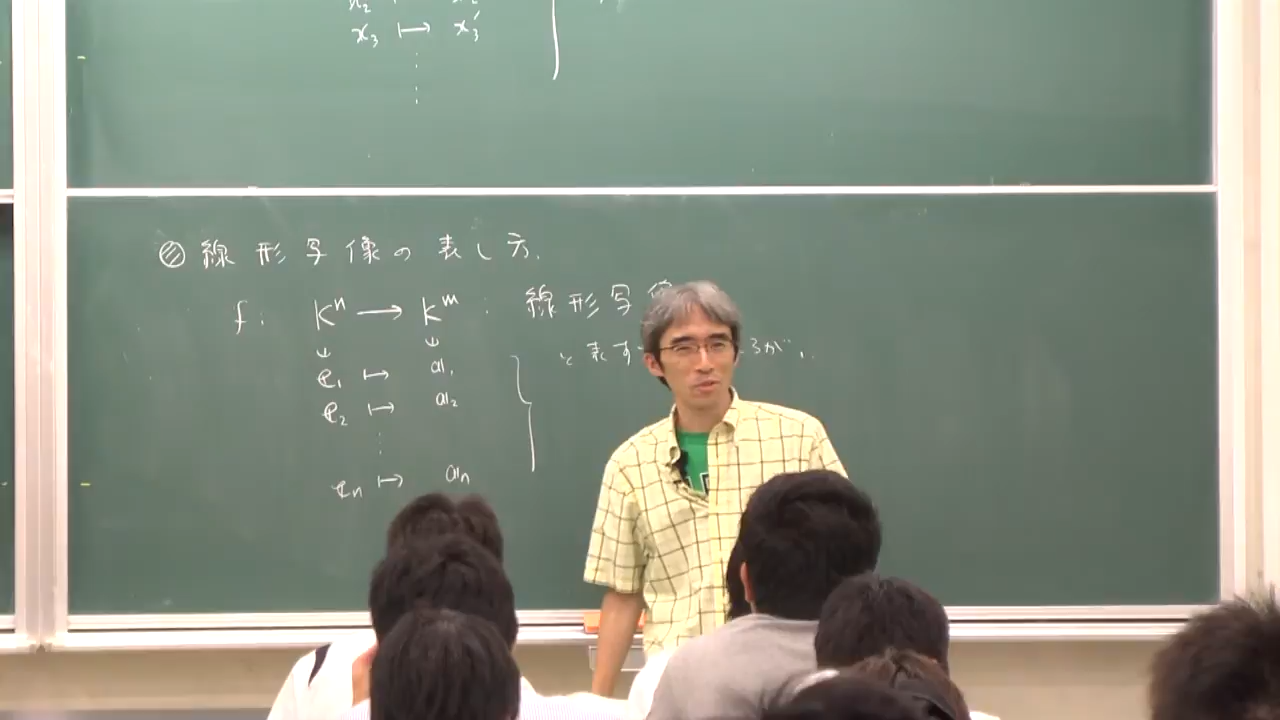 x₃ ⟼ x₃′
㊂ 線形写像の表し方.
f: Kⁿ ⟶ Kᵐ : 線形写
e₁ ⟼ a₁
と表す るが、
e₂ ⟼ a₂
eₙ ⟼ aₙ